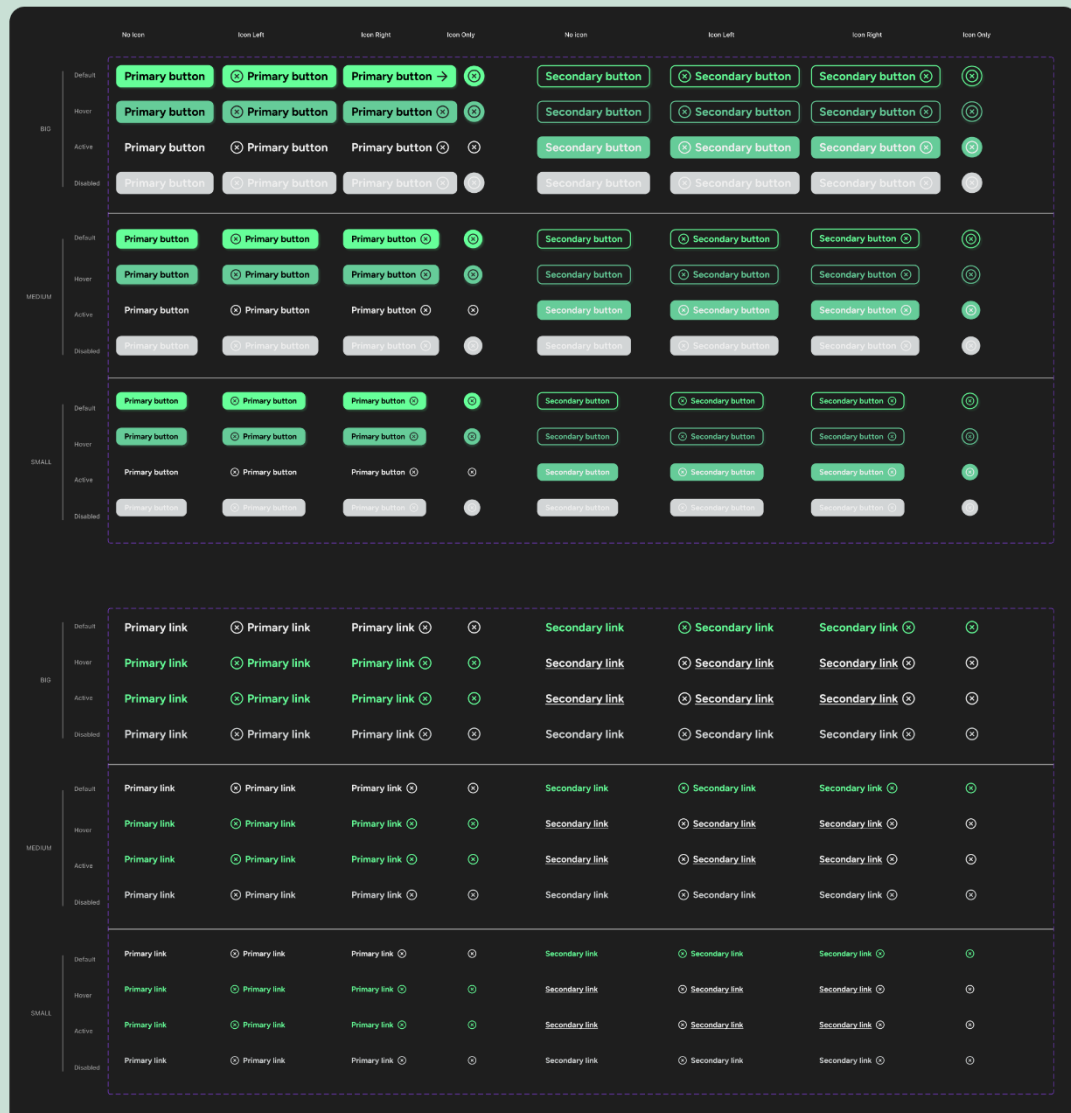 No Icon Icon Left Icon Right Icon Only No icon Icon Left Icon Right Icon Only
Default Primary button Primary button Primary button Secondary button Secondary button Secondary button
Hover Primary button Primary button Primary button Secondary button Secondary button Secondary button
BIG
Active Primary button Primary button Primary button Secondary button Secondary button Secondary button
Disabled Primary button Primary button Primary button Secondary button Secondary button Secondary button
Default Primary button Primary button Primary button Secondary button Secondary button Secondary button
Hover Primary button Primary button Primary button Secondary button Secondary button Secondary button
MEDIUM
Active Primary button Primary button Primary button Secondary button Secondary button Secondary button
Disabled Primary button Primary button Primary button Secondary button Secondary button Secondary button
Default Primary button Primary button Primary button Secondary button Secondary button Secondary button
Hover Primary button Primary button Primary button Secondary button Secondary button Secondary button
SMALL
Active Primary button Primary button Primary button Secondary button Secondary button Secondary button
Disabled Primary button Primary button Primary button Secondary button Secondary button Secondary button
Default Primary link Primary link Primary link Secondary link Secondary link Secondary link
Hover Primary link Primary link Primary link Secondary link Secondary link Secondary link
BIG
Active Primary link Primary link Primary link Secondary link Secondary link Secondary link
Disabled Primary link Primary link Primary link Secondary link Secondary link Secondary link
Default Primary link Primary link Primary link Secondary link Secondary link Secondary link
Hover Primary link Primary link Primary link Secondary link Secondary link Secondary link
MEDIUM
Active Primary link Primary link Primary link Secondary link Secondary link Secondary link
Disabled Primary link Primary link Primary link Secondary link Secondary link Secondary link
Default Primary link Primary link Primary link Secondary link Secondary link Secondary link
Hover Primary link Primary link Primary link Secondary link Secondary link Secondary link
SMALL
Active Primary link Primary link Primary link Secondary link Secondary link Secondary link
Disabled Primary link Primary link Primary link Secondary link Secondary link Secondary link